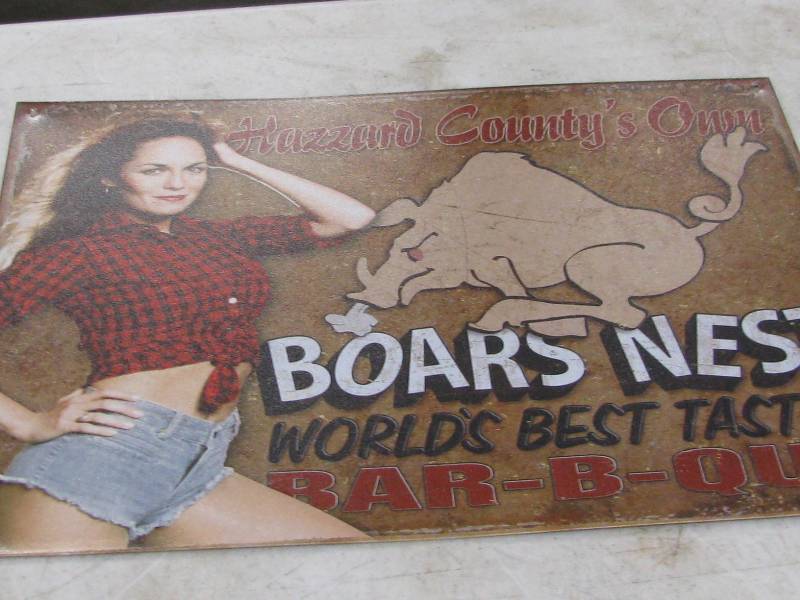 Hazzard County's Own
BOARS NEST
WORLD'S BEST TAST
BAR-B-QU